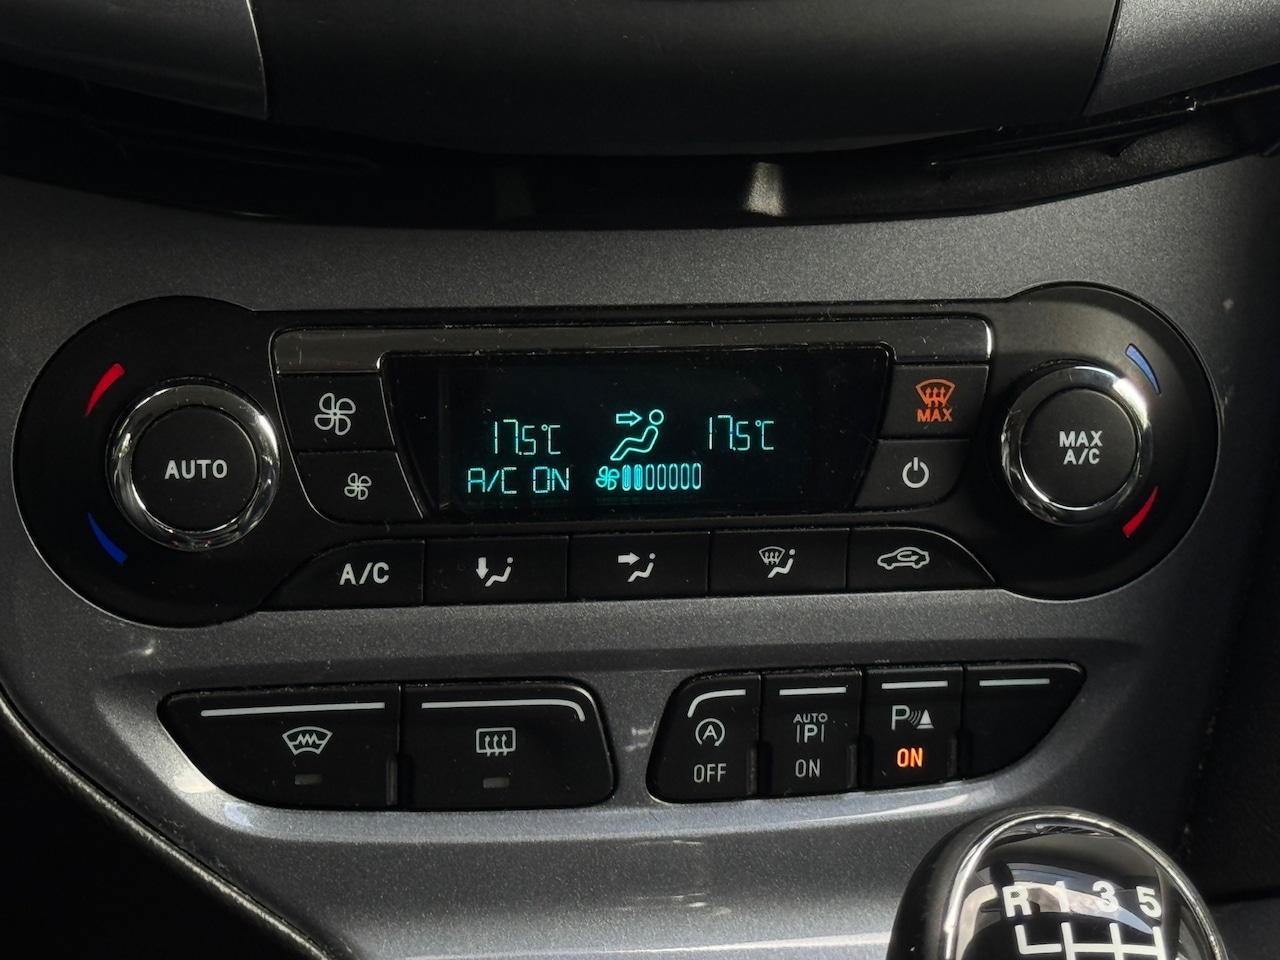 17.5°C 17.5°C
A/C ON
MAX
AUTO
MAX
A/C
A/C
A
OFF
AUTO
|P|
ON
P
ON
R 1 3 5